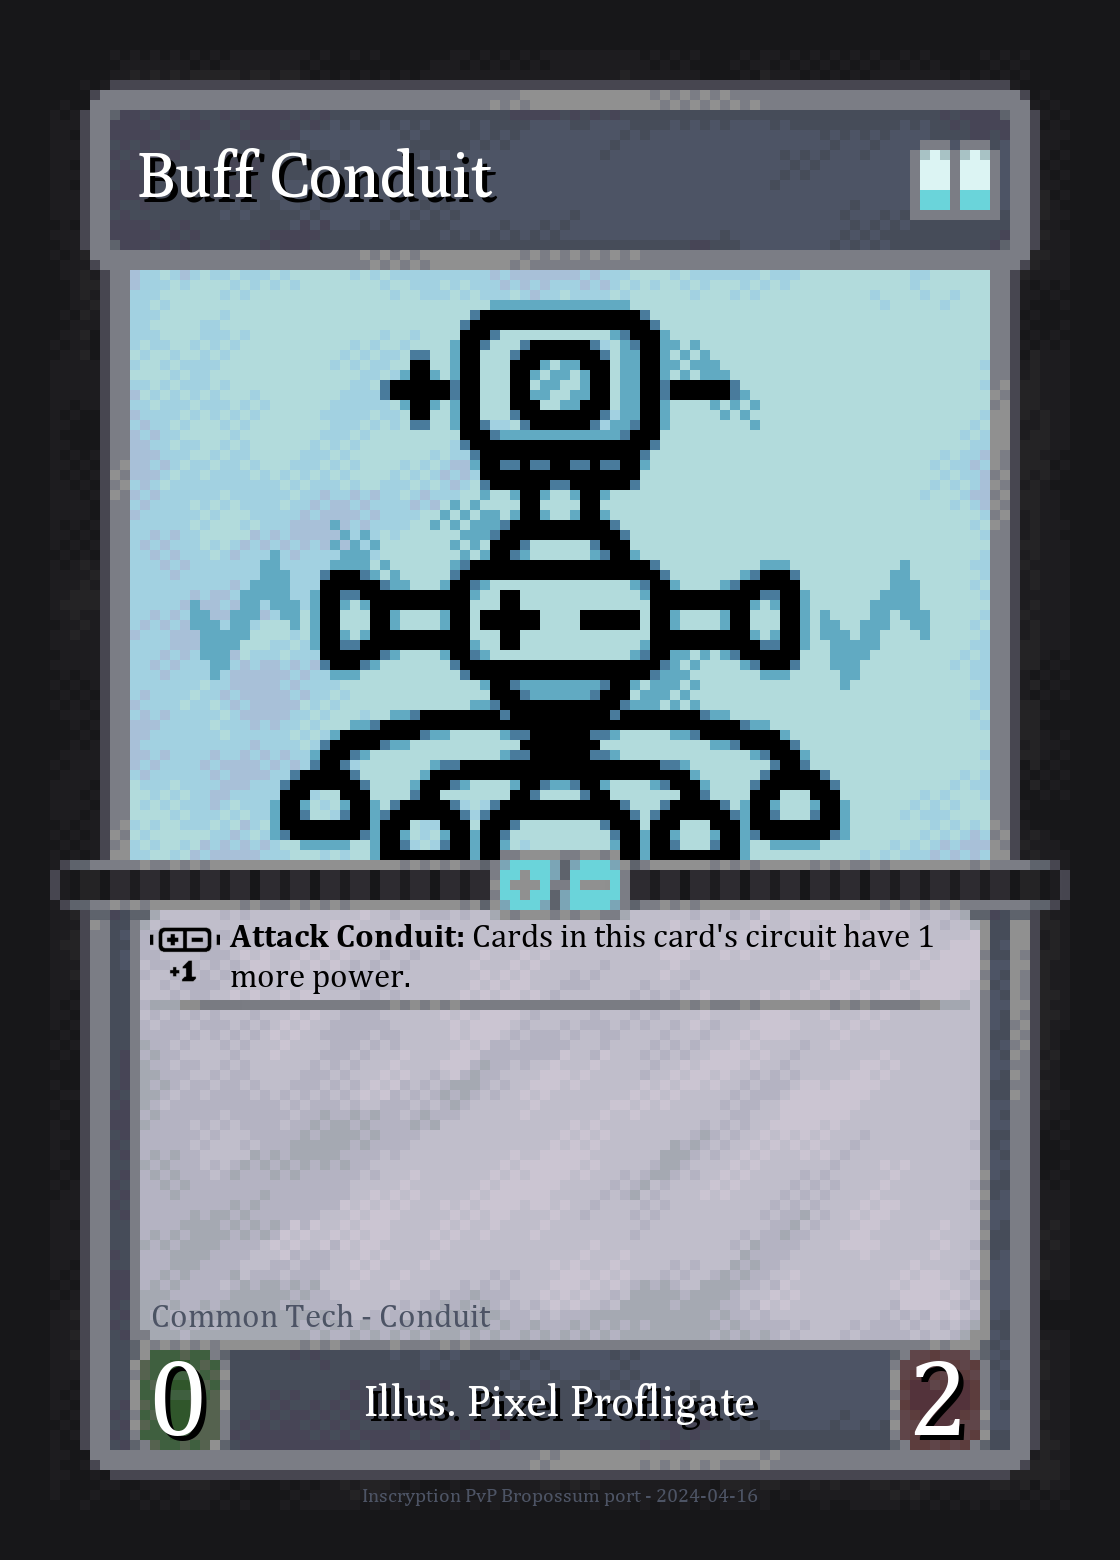 Buff Conduit
+ -
+ -
+ -
Attack Conduit: Cards in this card's circuit have 1
+1
more power.
Common Tech - Conduit
0
Illus. Pixel Profligate
2
Inscryption PvP Bropossum port - 2024-04-16